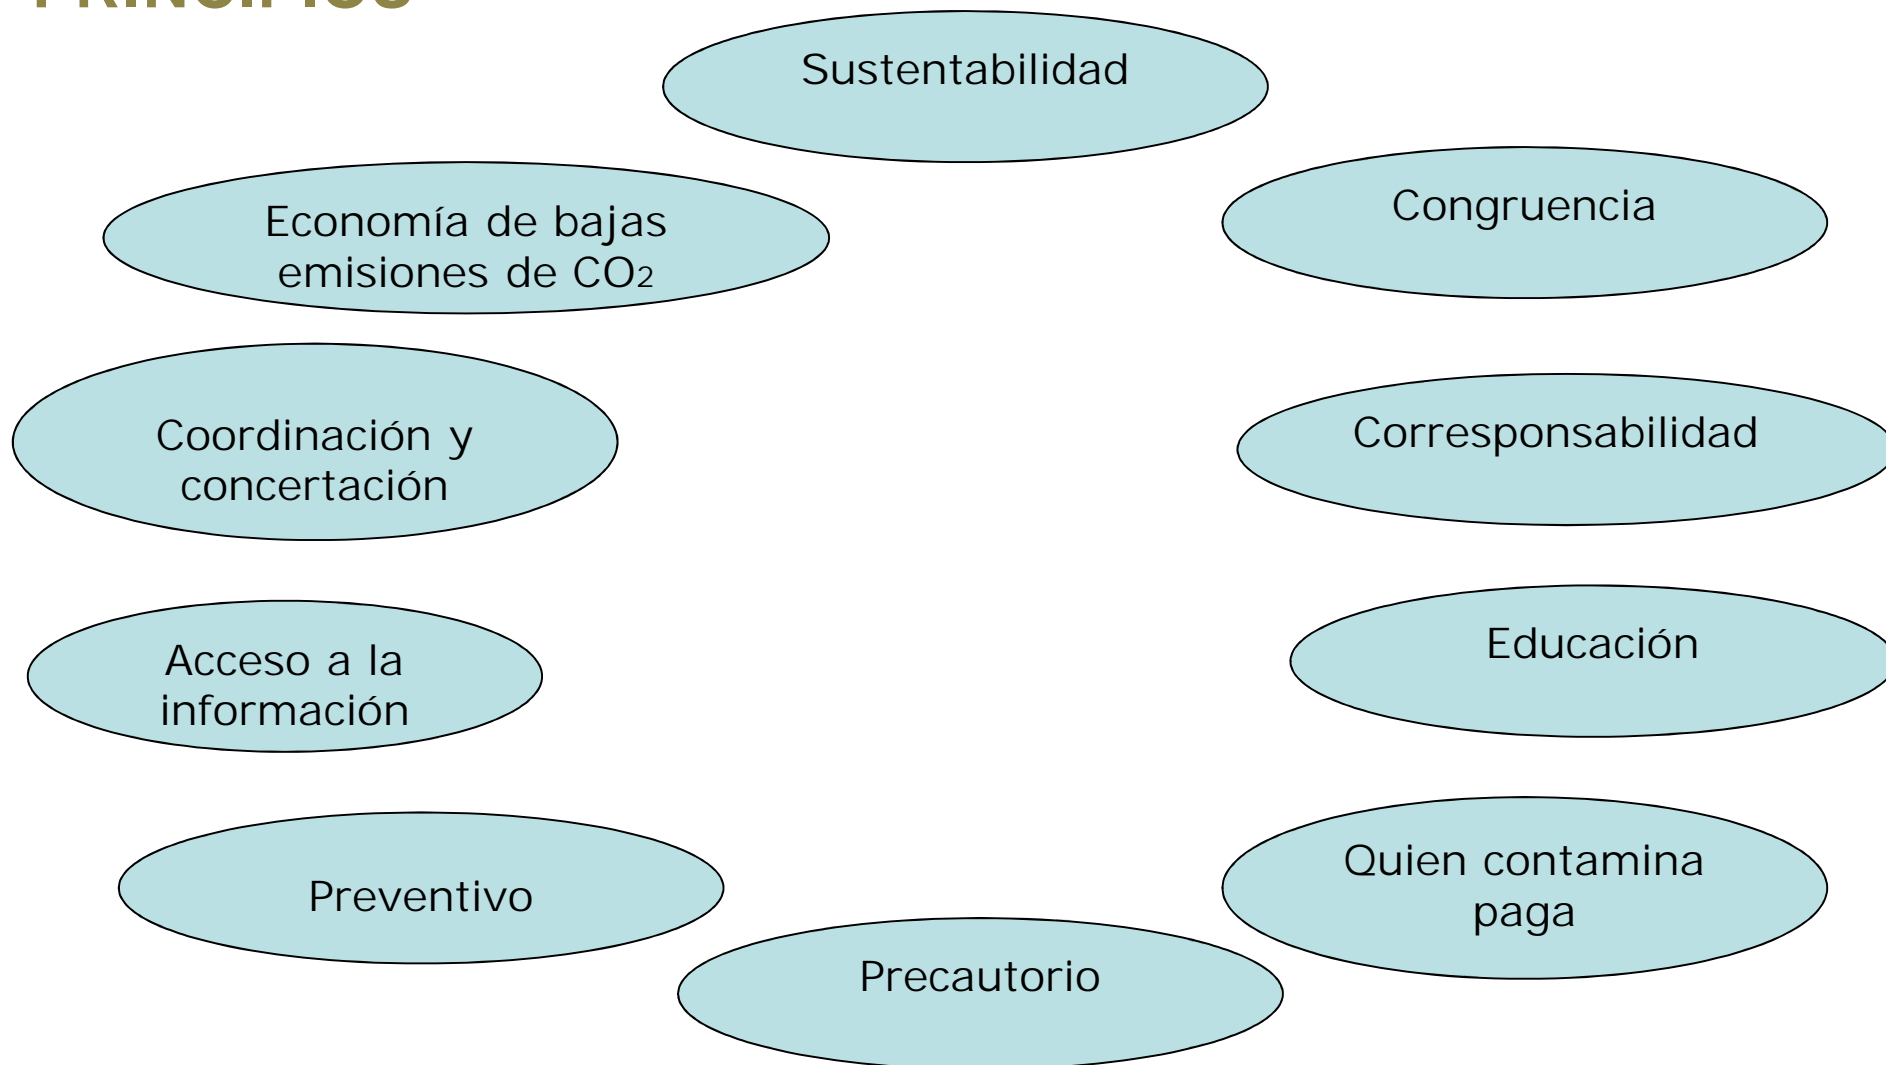 PRINCIPIOS
Sustentabilidad
Congruencia
Economía de bajas
emisiones de CO2
Coordinación y
concertación
Corresponsabilidad
Acceso a la
información
Educación
Quien contamina
paga
Preventivo
Precautorio